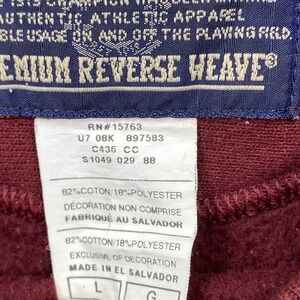 AUTHENTIC ATHLETIC APPAREL
USAGE ON AND OFF THE PLAYING FIELD.
REVERSE WEAVE®
RN#15763
U7 08K 897583
C436 CC
S1049 029 88
82%COTTON/18%POLYESTER
DÉCORATION NON COMPRISE
FABRIQUÉ AU SALVADOR
82%COTTON/18%POLYESTER
EXCLUSIVE OF DECORATION
MADE IN EL SALVADOR
L G